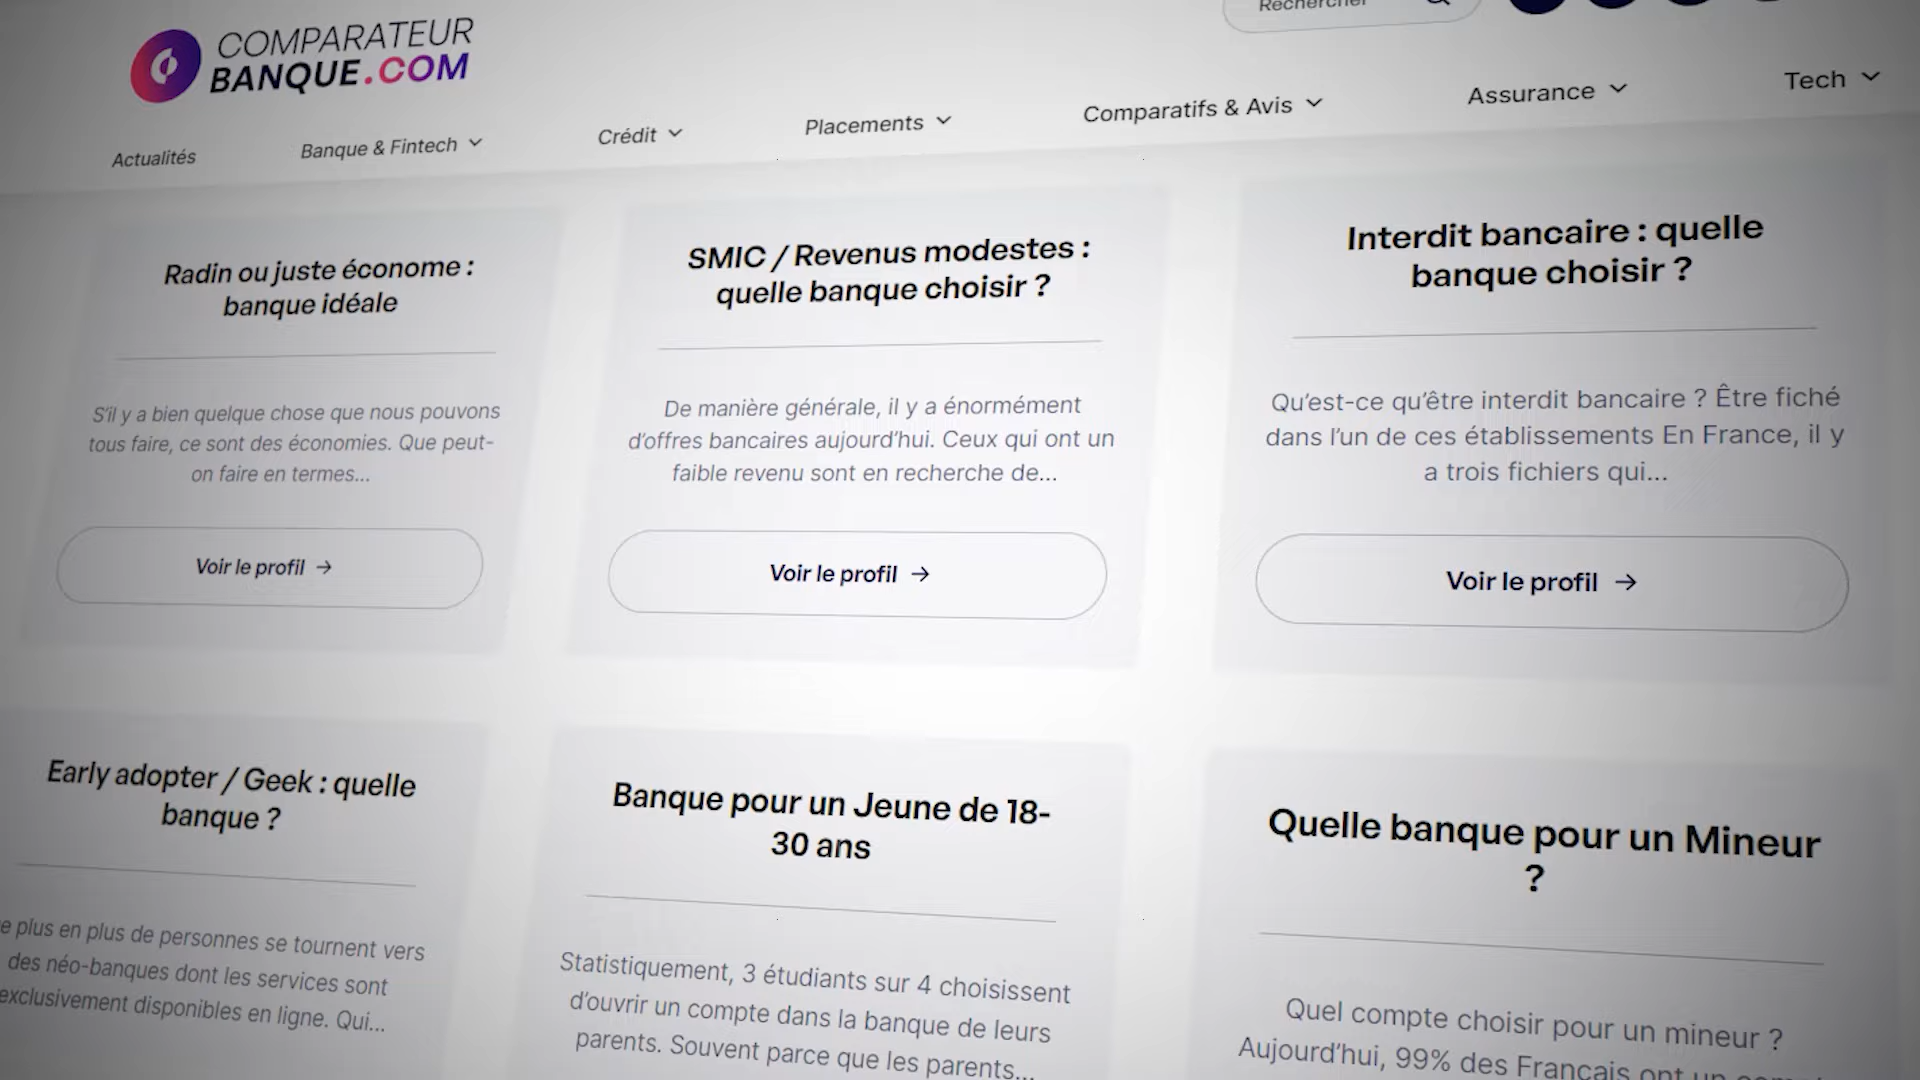 COMPARATEUR
BANQUE.COM
Rechercher
Actualités
Banque & Fintech
Crédit
Placements
Comparatifs & Avis
Assurance
Tech
Radin ou juste économe :
banque idéale
S'il y a bien quelque chose que nous pouvons
tous faire, ce sont des économies. Que peut-
on faire en termes...
Voir le profil →
SMIC / Revenus modestes :
quelle banque choisir ?
De manière générale, il y a énormément
d'offres bancaires aujourd'hui. Ceux qui ont un
faible revenu sont en recherche de...
Voir le profil →
Interdit bancaire : quelle
banque choisir ?
Qu'est-ce qu'être interdit bancaire ? Être fiché
dans l'un de ces établissements En France, il y
a trois fichiers qui...
Voir le profil →
Early adopter / Geek : quelle
banque ?
plus en plus de personnes se tournent vers
des néo-banques dont les services sont
exclusivement disponibles en ligne. Qui...
Banque pour un Jeune de 18-
30 ans
Statistiquement, 3 étudiants sur 4 choisissent
d'ouvrir un compte dans la banque de leurs
parents. Souvent parce que les parents...
Quelle banque pour un Mineur
?
Quel compte choisir pour un mineur ?
Aujourd'hui, 99% des Français ont un